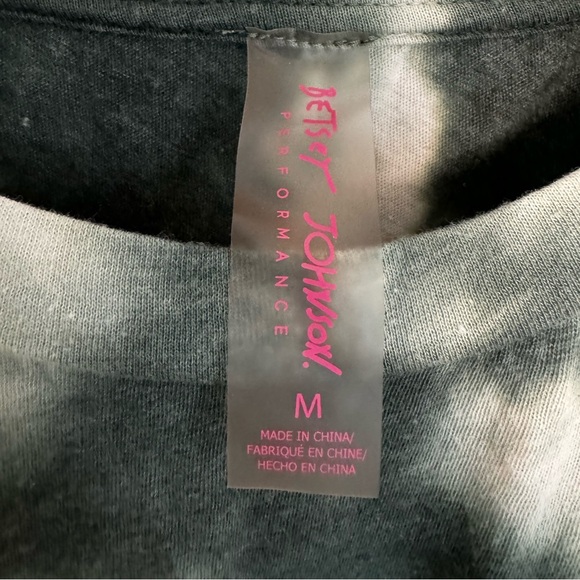 BETSEY JOHNSON.
PERFORMANCE
M
MADE IN CHINA/
FABRIQUÉ EN CHINE/
HECHO EN CHINA